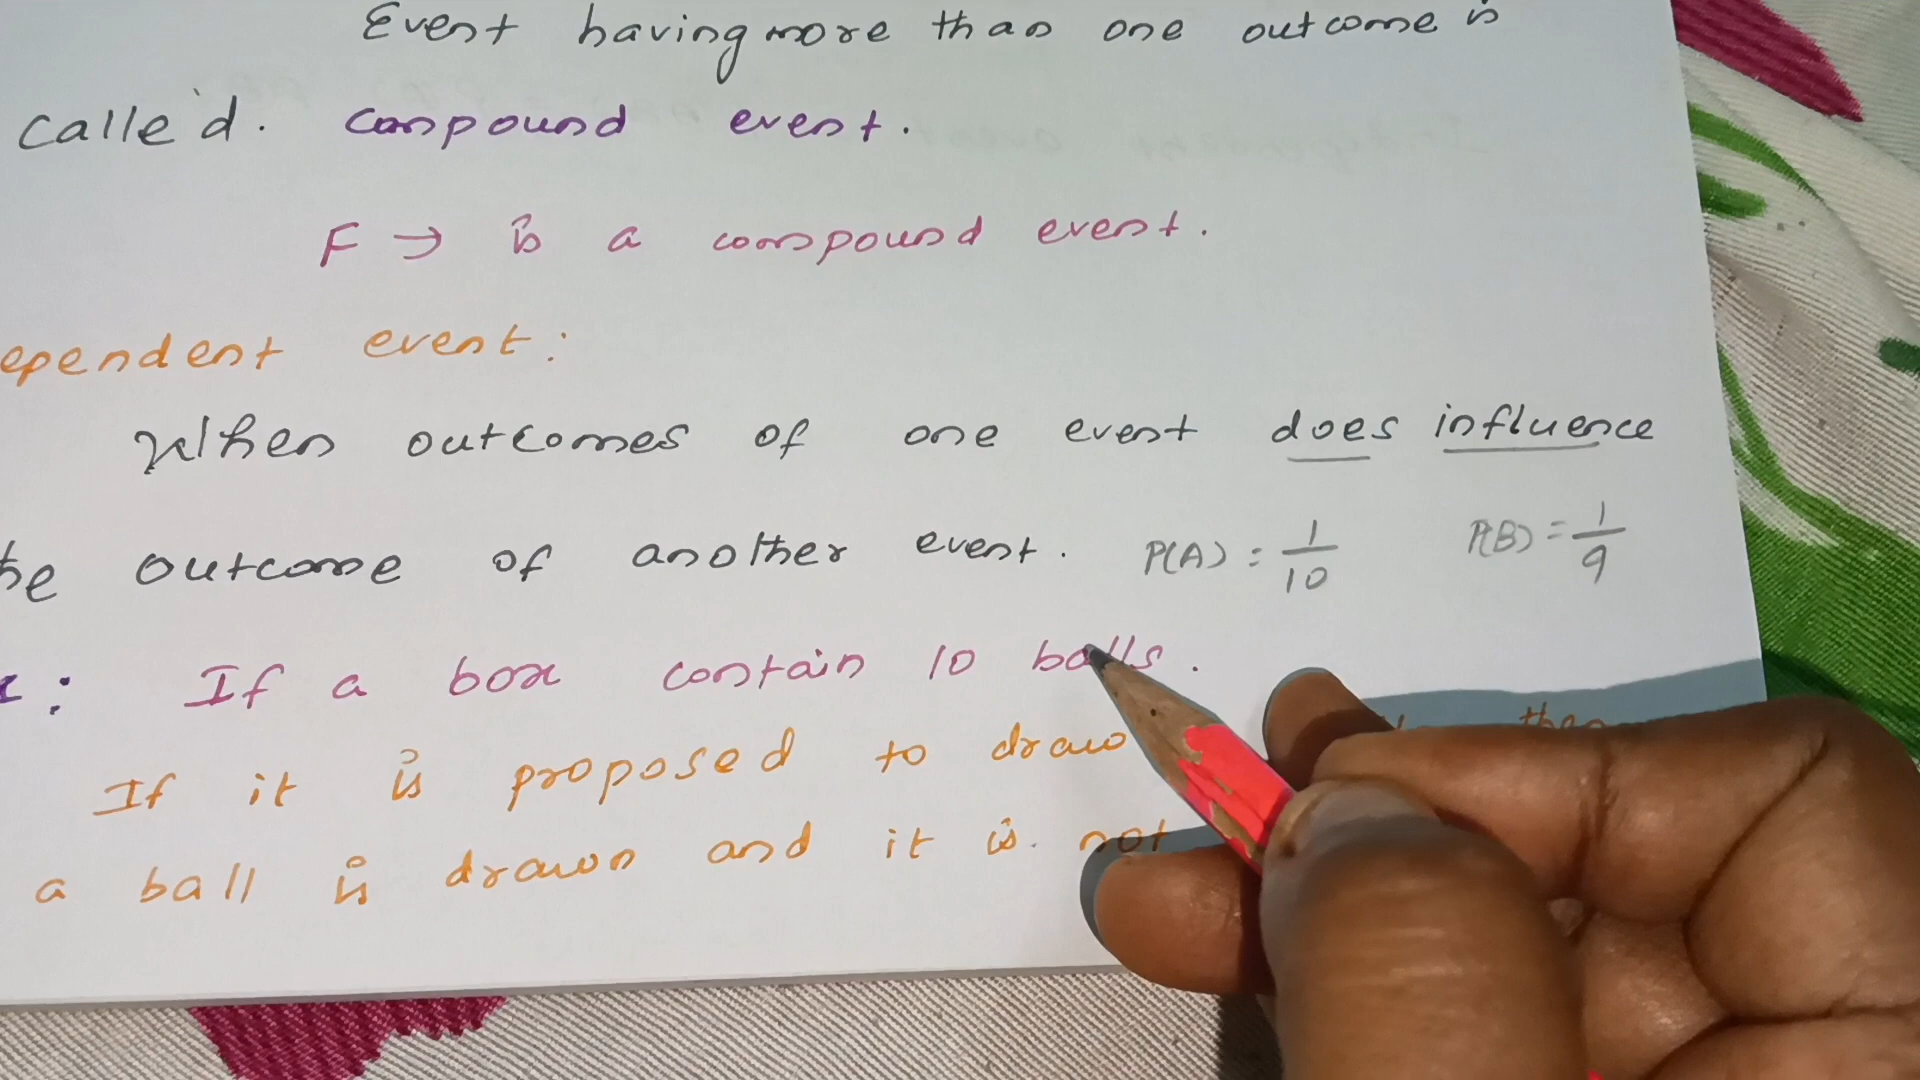 Event having more than one outcome is
called. compound event.
F → is a compound event.
ependent event:
When outcomes of one event does influence
he outcome of another event. P(A) = 1/10 P(B) = 1/9
x: If a box contain 10 balls.
If it is proposed to draw then
a ball is drawn and it is not